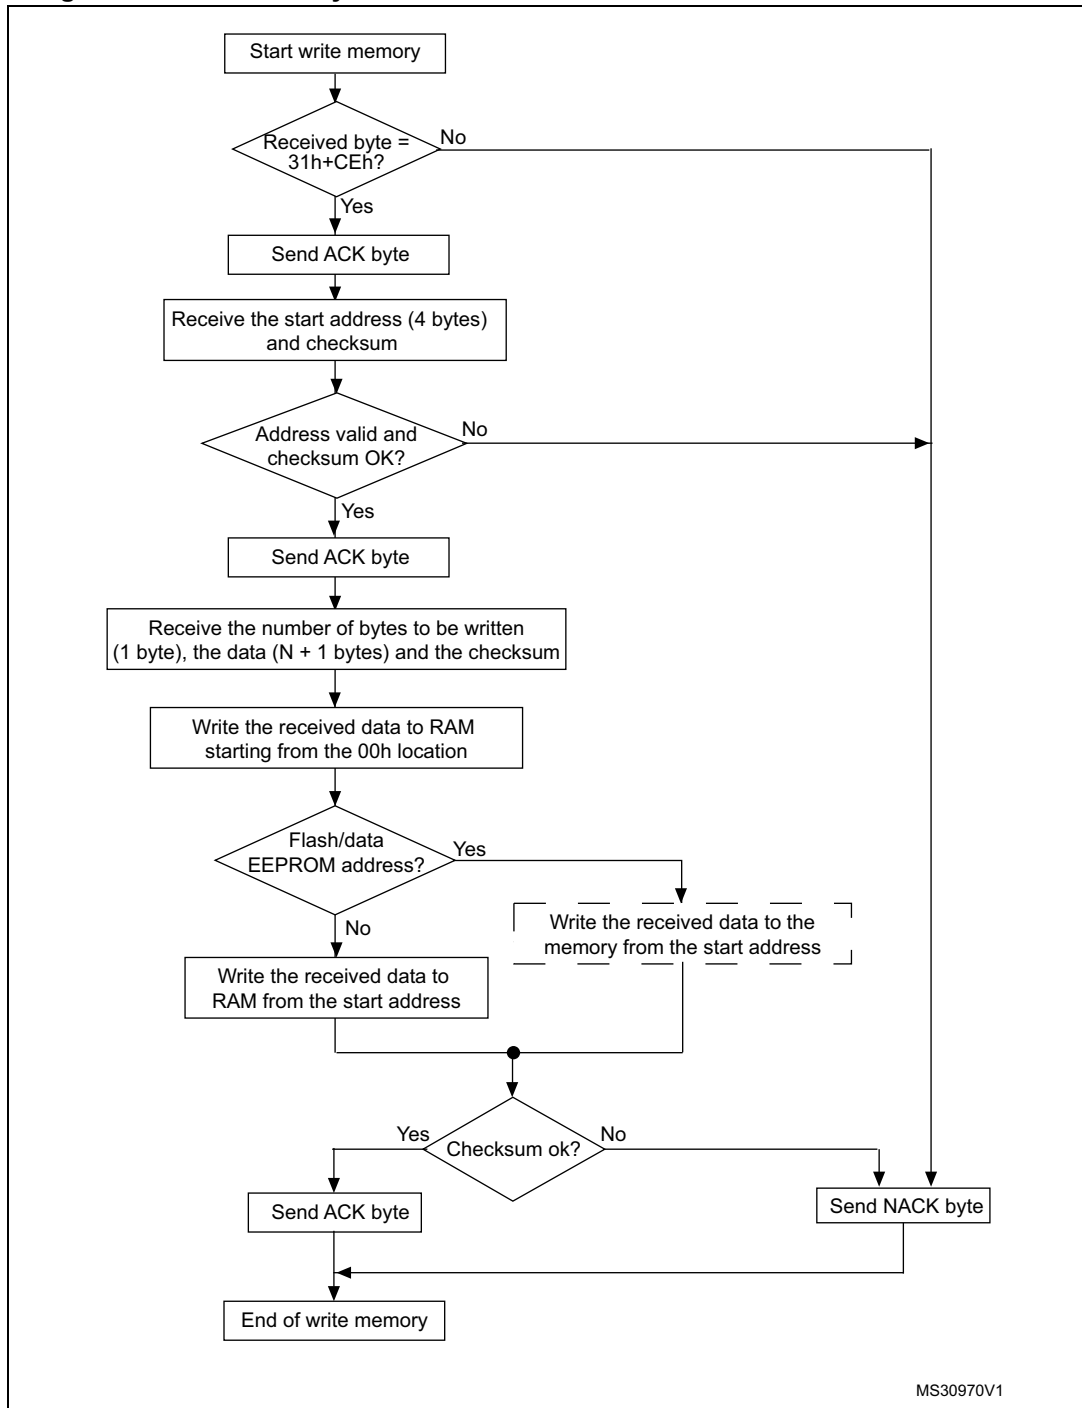 Start write memory
Received byte =
31h+CEh?
No
Yes
Send ACK byte
Receive the start address (4 bytes)
and checksum
Address valid and
checksum OK?
No
Yes
Send ACK byte
Receive the number of bytes to be written
(1 byte), the data (N + 1 bytes) and the checksum
Write the received data to RAM
starting from the 00h location
Flash/data
EEPROM address?
Yes
No
Write the received data to the
memory from the start address
Write the received data to
RAM from the start address
Yes
Checksum ok?
No
Send ACK byte
Send NACK byte
End of write memory
MS30970V1